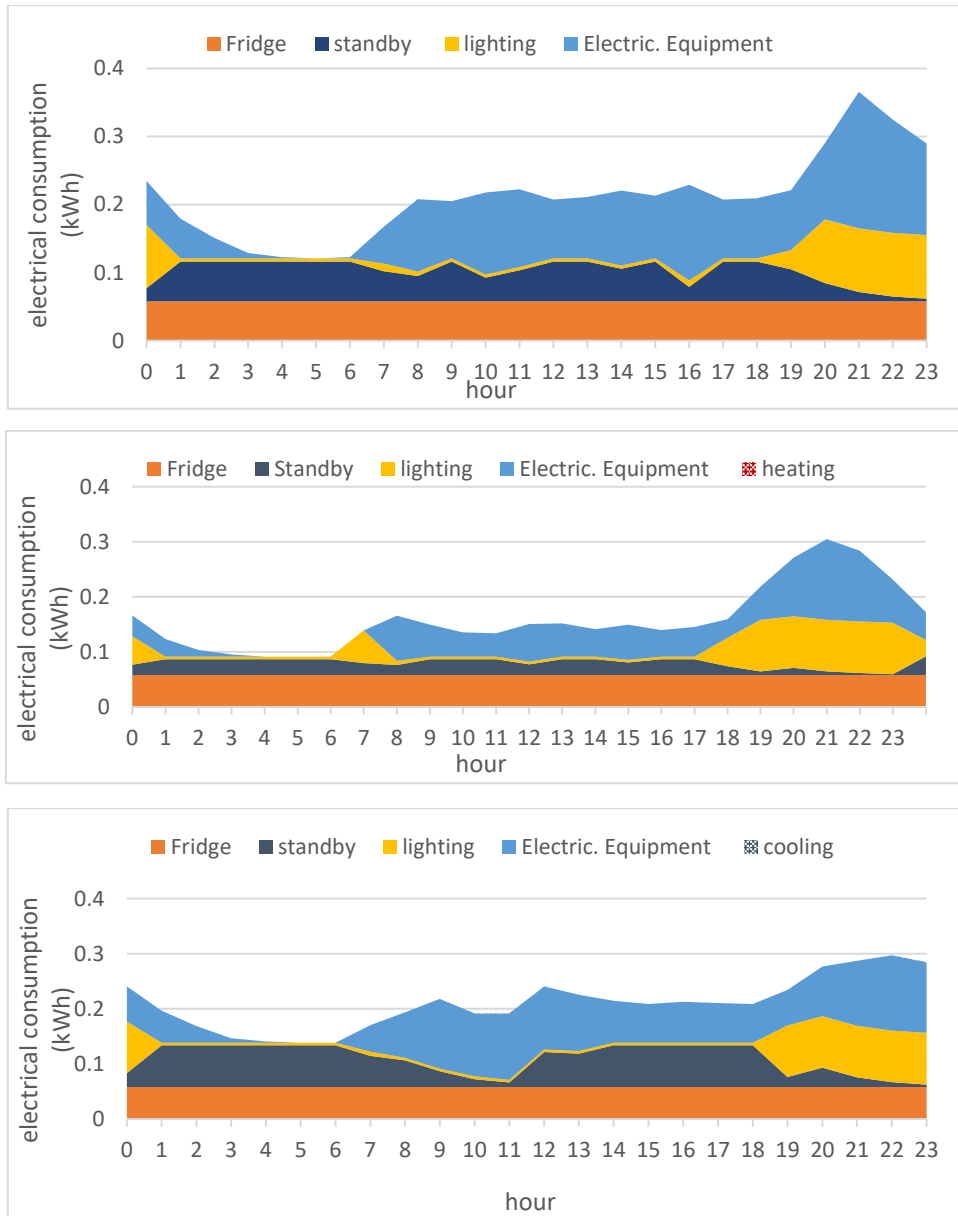 Fridge standby lighting Electric. Equipment
electrical consumption
(kWh)
0.4
0.3
0.2
0.1
0
0 1 2 3 4 5 6 7 8 9 10 11 12 13 14 15 16 17 18 19 20 21 22 23
hour
Fridge Standby lighting Electric. Equipment heating
electrical consumption
(kWh)
0.4
0.3
0.2
0.1
0
0 1 2 3 4 5 6 7 8 9 10 11 12 13 14 15 16 17 18 19 20 21 22 23
hour
Fridge standby lighting Electric. Equipment cooling
electrical consumption
(kWh)
0.4
0.3
0.2
0.1
0
0 1 2 3 4 5 6 7 8 9 10 11 12 13 14 15 16 17 18 19 20 21 22 23
hour